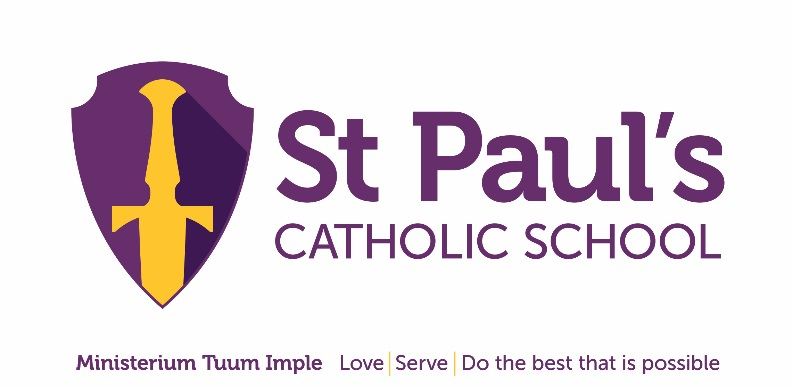 St Paul's
CATHOLIC SCHOOL
Ministerium Tuum Imple Love | Serve | Do the best that is possible